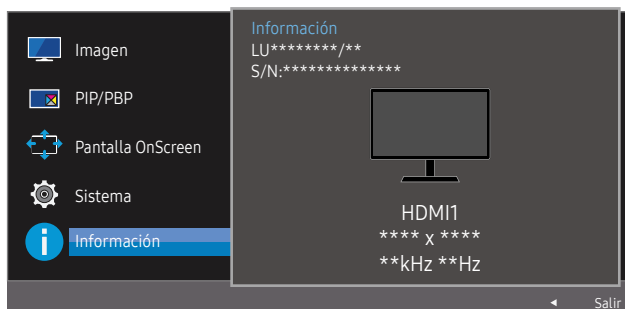 Imagen
PIP/PBP
Pantalla OnScreen
Sistema
Información
Información
LU********/**
S/N:**************
HDMI1
**** x ****
**kHz **Hz
Salir